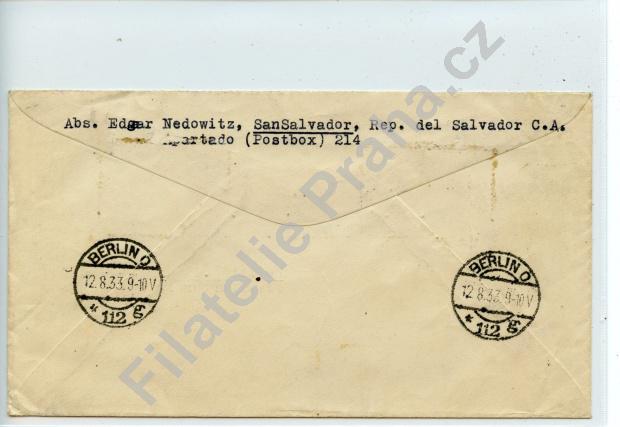 Abs. Edgar Nedowitz, SanSalvador, Rep. del Salvador C.A.
Apartado (Postbox) 214
BERLIN O
12.8.33.9-10V
* 112 g
BERLIN O
12.8.33.9-10V
* 112 g
Filatelie Praha.cz